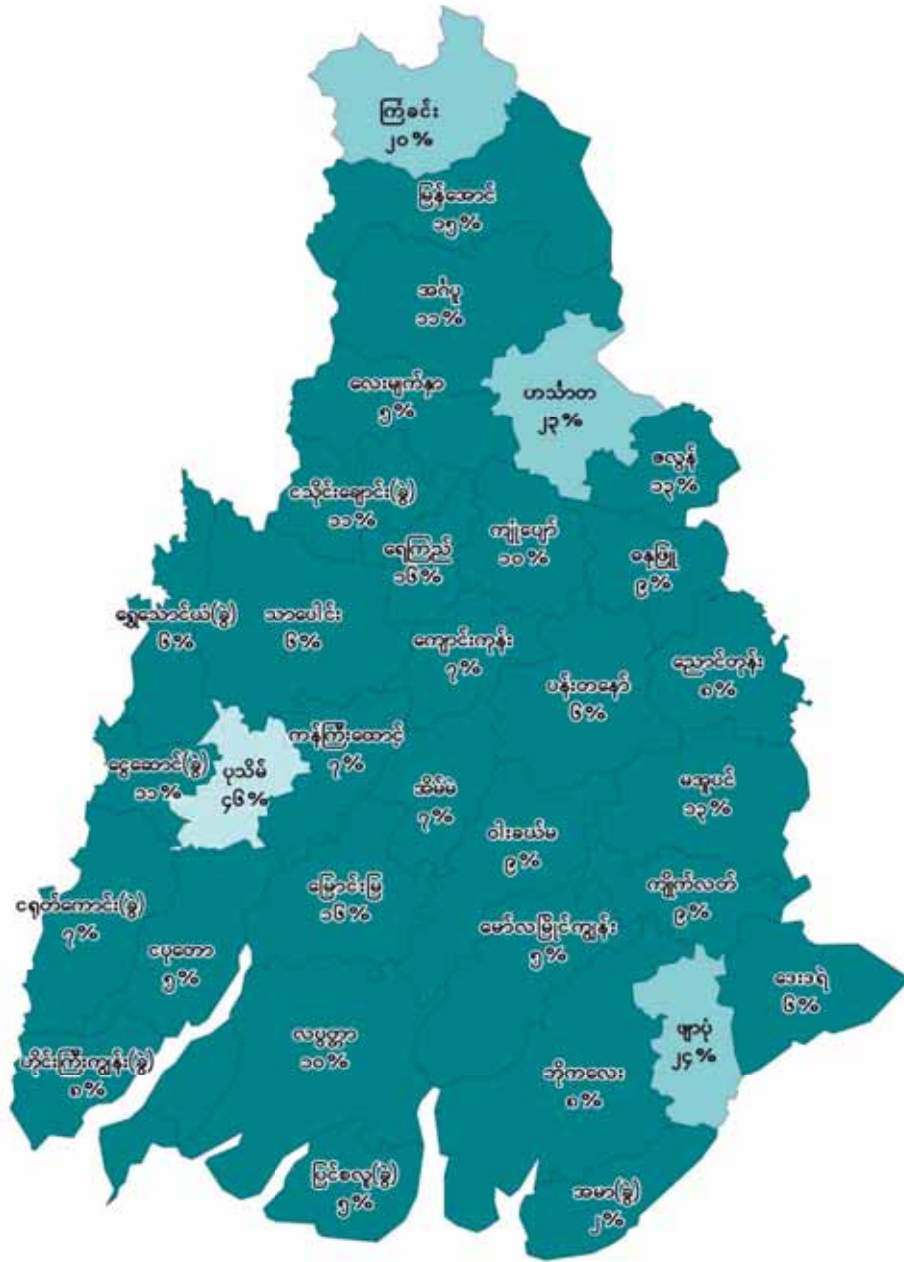 ကြံခင်း
၂၀%
မြန်အောင်
၁၅%
အင်္ဂပူ
၁၁%
လေးမျက်နှာ
၅%
ဟင်္သာတ
၂၃%
ဇလွန်
၁၃%
ငသိုင်းချောင်း(ခွဲ)
၁၁%
ရေကြည်
၁၆%
ကျုံပျော်
၁၀%
ဓနုဖြူ
၉%
ရွှေသောင်ယံ(ခွဲ)
၆%
သာပေါင်း
၆%
ကျောင်းကုန်း
၇%
ပန်းတနော်
၆%
ညောင်တုန်း
၈%
ငွေဆောင်(ခွဲ)
၁၁%
ပုသိမ်
၄၆%
ကန်ကြီးထောင့်
၇%
အိမ်မဲ
၇%
ဝါးခယ်မ
၉%
မအူပင်
၁၃%
ငရုတ်ကောင်း(ခွဲ)
၇%
ငပုတော
၅%
မြောင်းမြ
၁၆%
မော်လမြိုင်ကျွန်း
၅%
ကျိုက်လတ်
၉%
ဒေးဒရဲ
၆%
ဟိုင်းကြီးကျွန်း(ခွဲ)
၈%
လပွတ္တာ
၁၀%
ဘိုကလေး
၈%
ဖျာပုံ
၂၄%
ပြင်စလူ(ခွဲ)
၅%
အမာ(ခွဲ)
၂%